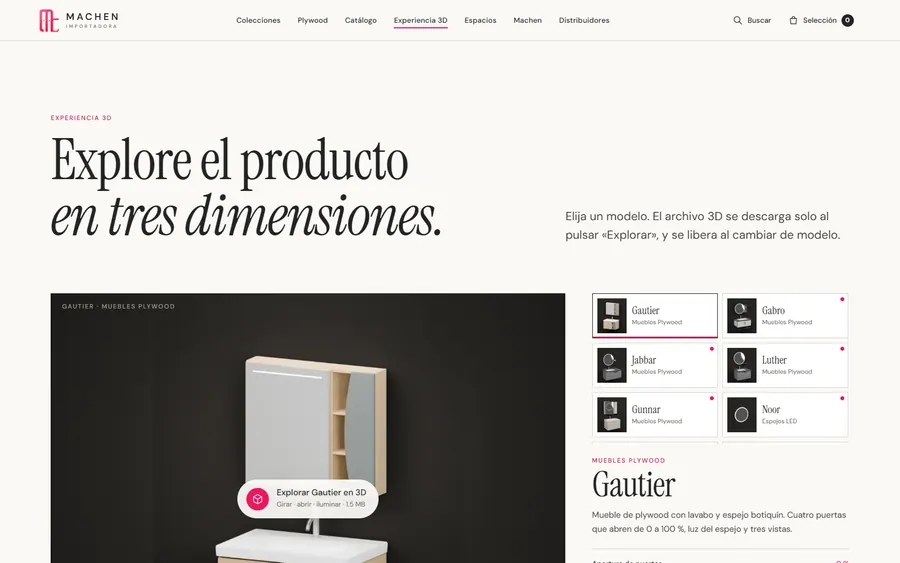 MACHEN
IMPORTADORA
Colecciones
Plywood
Catálogo
Experiencia 3D
Espacios
Machen
Distribuidores
Buscar
Selección 0
EXPERIENCIA 3D
Explore el producto
en tres dimensiones.
Elija un modelo. El archivo 3D se descarga solo al
pulsar «Explorar», y se libera al cambiar de modelo.
GAUTIER · MUEBLES PLYWOOD
Explorar Gautier en 3D
Girar · abrir · iluminar · 1.5 MB
Gautier
Muebles Plywood
Gabro
Muebles Plywood
Jabbar
Muebles Plywood
Luther
Muebles Plywood
Gunnar
Muebles Plywood
Noor
Espejos LED
MUEBLES PLYWOOD
Gautier
Mueble de plywood con lavabo y espejo botiquín. Cuatro puertas
que abren de 0 a 100 %, luz del espejo y tres vistas.
Apertura de puertas
0 %